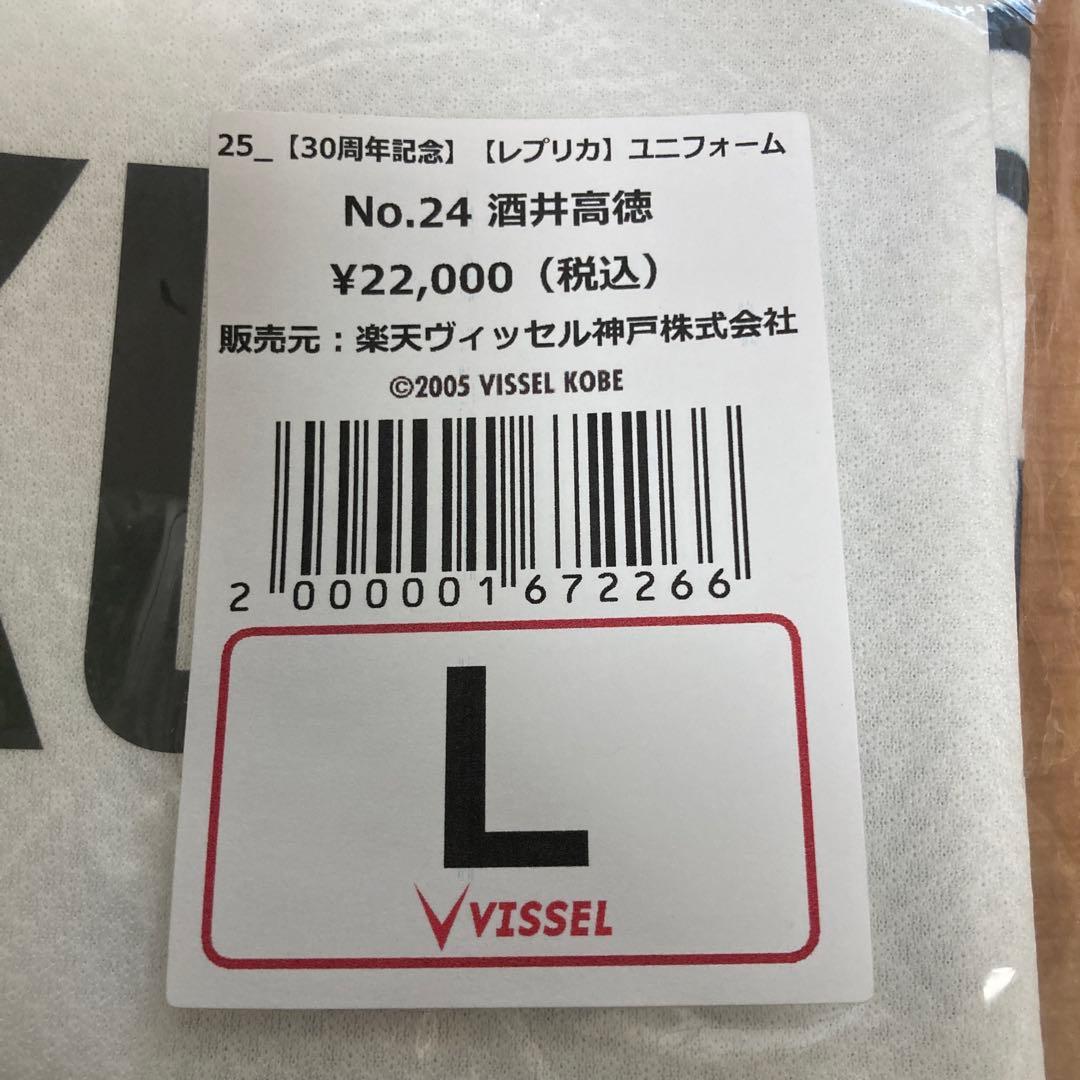 25_【30周年記念】【レプリカ】ユニフォーム
No.24 酒井高徳
¥22,000（税込）
販売元：楽天ヴィッセル神戸株式会社
©2005 VISSEL KOBE
2 000001 672266
L
VISSEL
KU